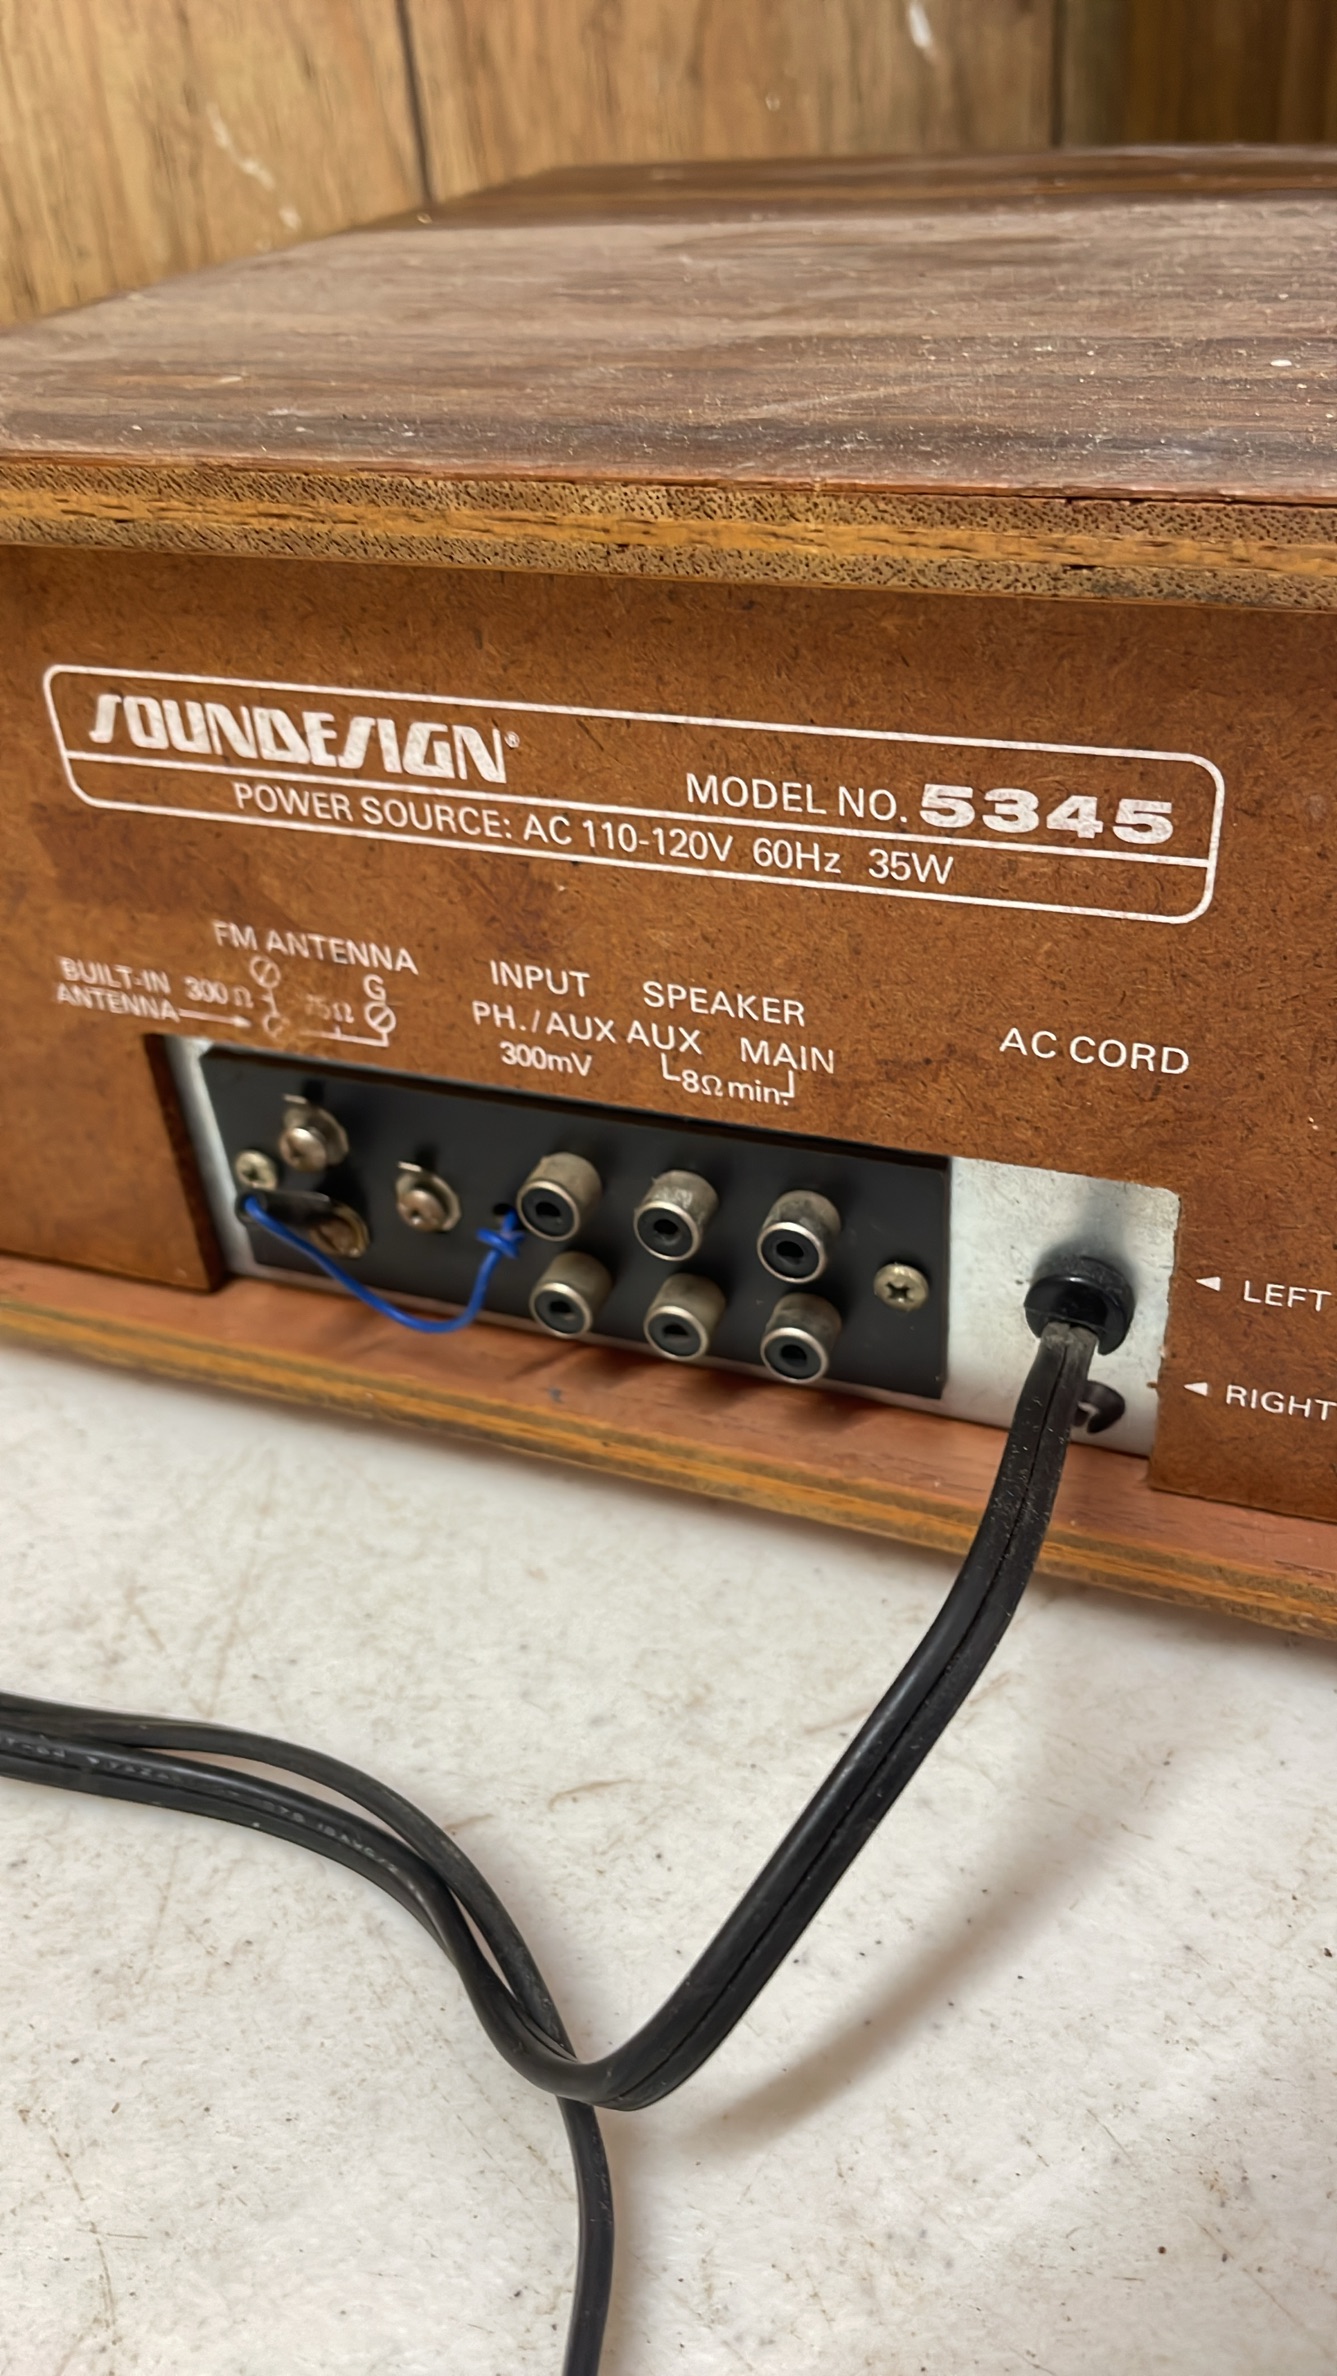 SOUNDESIGN®
MODEL NO. 5345
POWER SOURCE: AC 110-120V 60Hz 35W
FM ANTENNA
BUILT-IN ANTENNA
300Ω
75Ω
G
INPUT
PH./AUX
300mV
SPEAKER
AUX MAIN
8Ω min.
AC CORD
LEFT
RIGHT